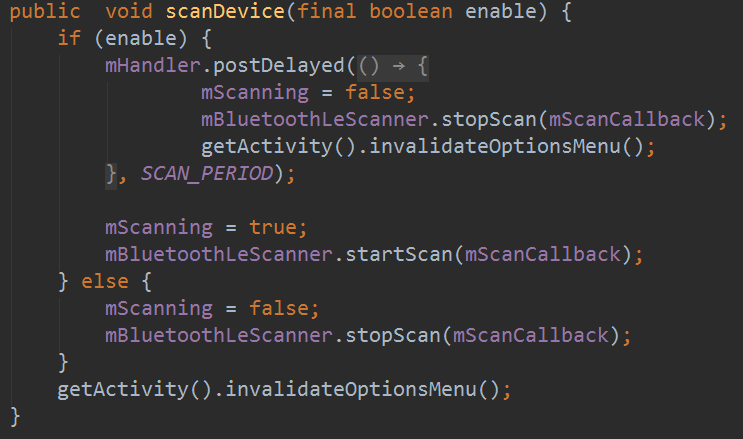 public  void scanDevice(final boolean enable) {
    if (enable) {
        mHandler.postDelayed(() → {
                mScanning = false;
                mBluetoothLeScanner.stopScan(mScanCallback);
                getActivity().invalidateOptionsMenu();
        }, SCAN_PERIOD);

        mScanning = true;
        mBluetoothLeScanner.startScan(mScanCallback);
    } else {
        mScanning = false;
        mBluetoothLeScanner.stopScan(mScanCallback);
    }
    getActivity().invalidateOptionsMenu();
}